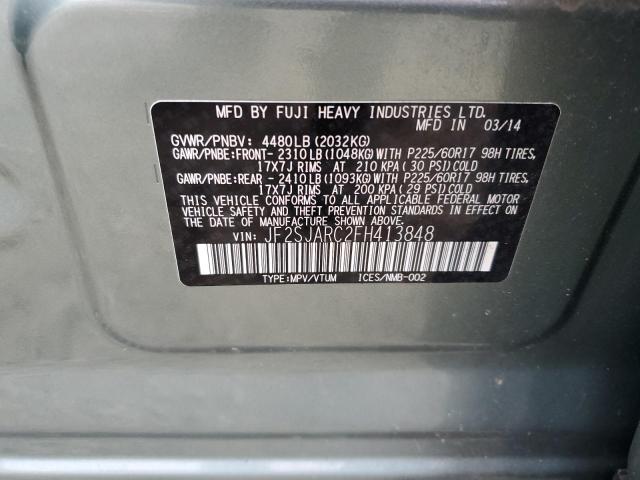 MFD BY FUJI HEAVY INDUSTRIES LTD.
MFD IN 03/14
GVWR/PNBV: 4480LB (2032KG)
GAWR/PNBE:FRONT- 2310LB (1048KG)WITH P225/60R17 98H TIRES,
17X7J RIMS AT 210 KPA (30 PSI)COLD
GAWR/PNBE:REAR - 2410LB (1093KG)WITH P225/60R17 98H TIRES,
17X7J RIMS AT 200 KPA (29 PSI)COLD
THIS VEHICLE CONFORMS TO ALL APPLICABLE FEDERAL MOTOR
VEHICLE SAFETY AND THEFT PREVENTION STANDARDS IN EFFECT ON
THE DATE OF MANUFACTURE SHOWN ABOVE.
VIN: JF2SJARC2FH413848
TYPE:MPV/VTUM ICES/NMB-002